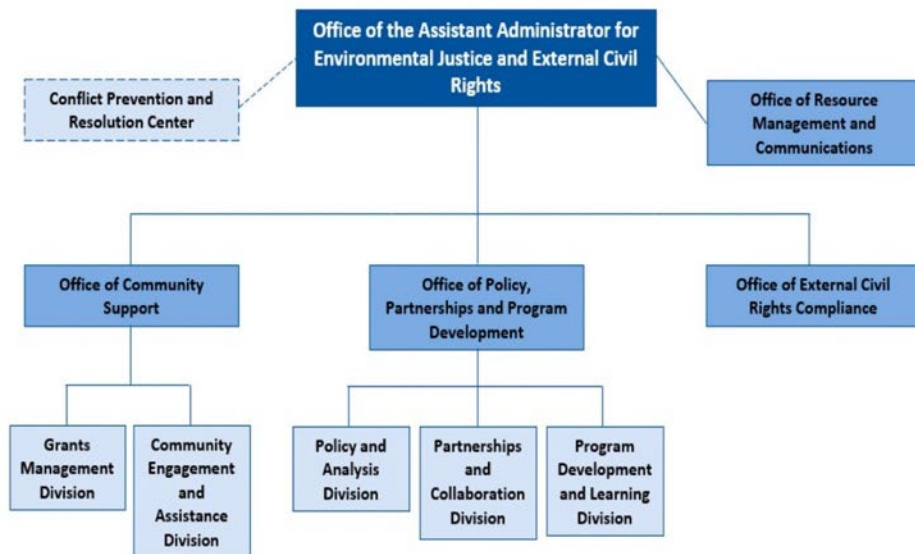 Office of the Assistant Administrator for
Environmental Justice and External Civil
Rights
Conflict Prevention and
Resolution Center
Office of Resource
Management and
Communications
Office of Community
Support
Office of Policy,
Partnerships and Program
Development
Office of External Civil
Rights Compliance
Grants
Management
Division
Community
Engagement
and
Assistance
Division
Policy and
Analysis
Division
Partnerships
and
Collaboration
Division
Program
Development
and Learning
Division